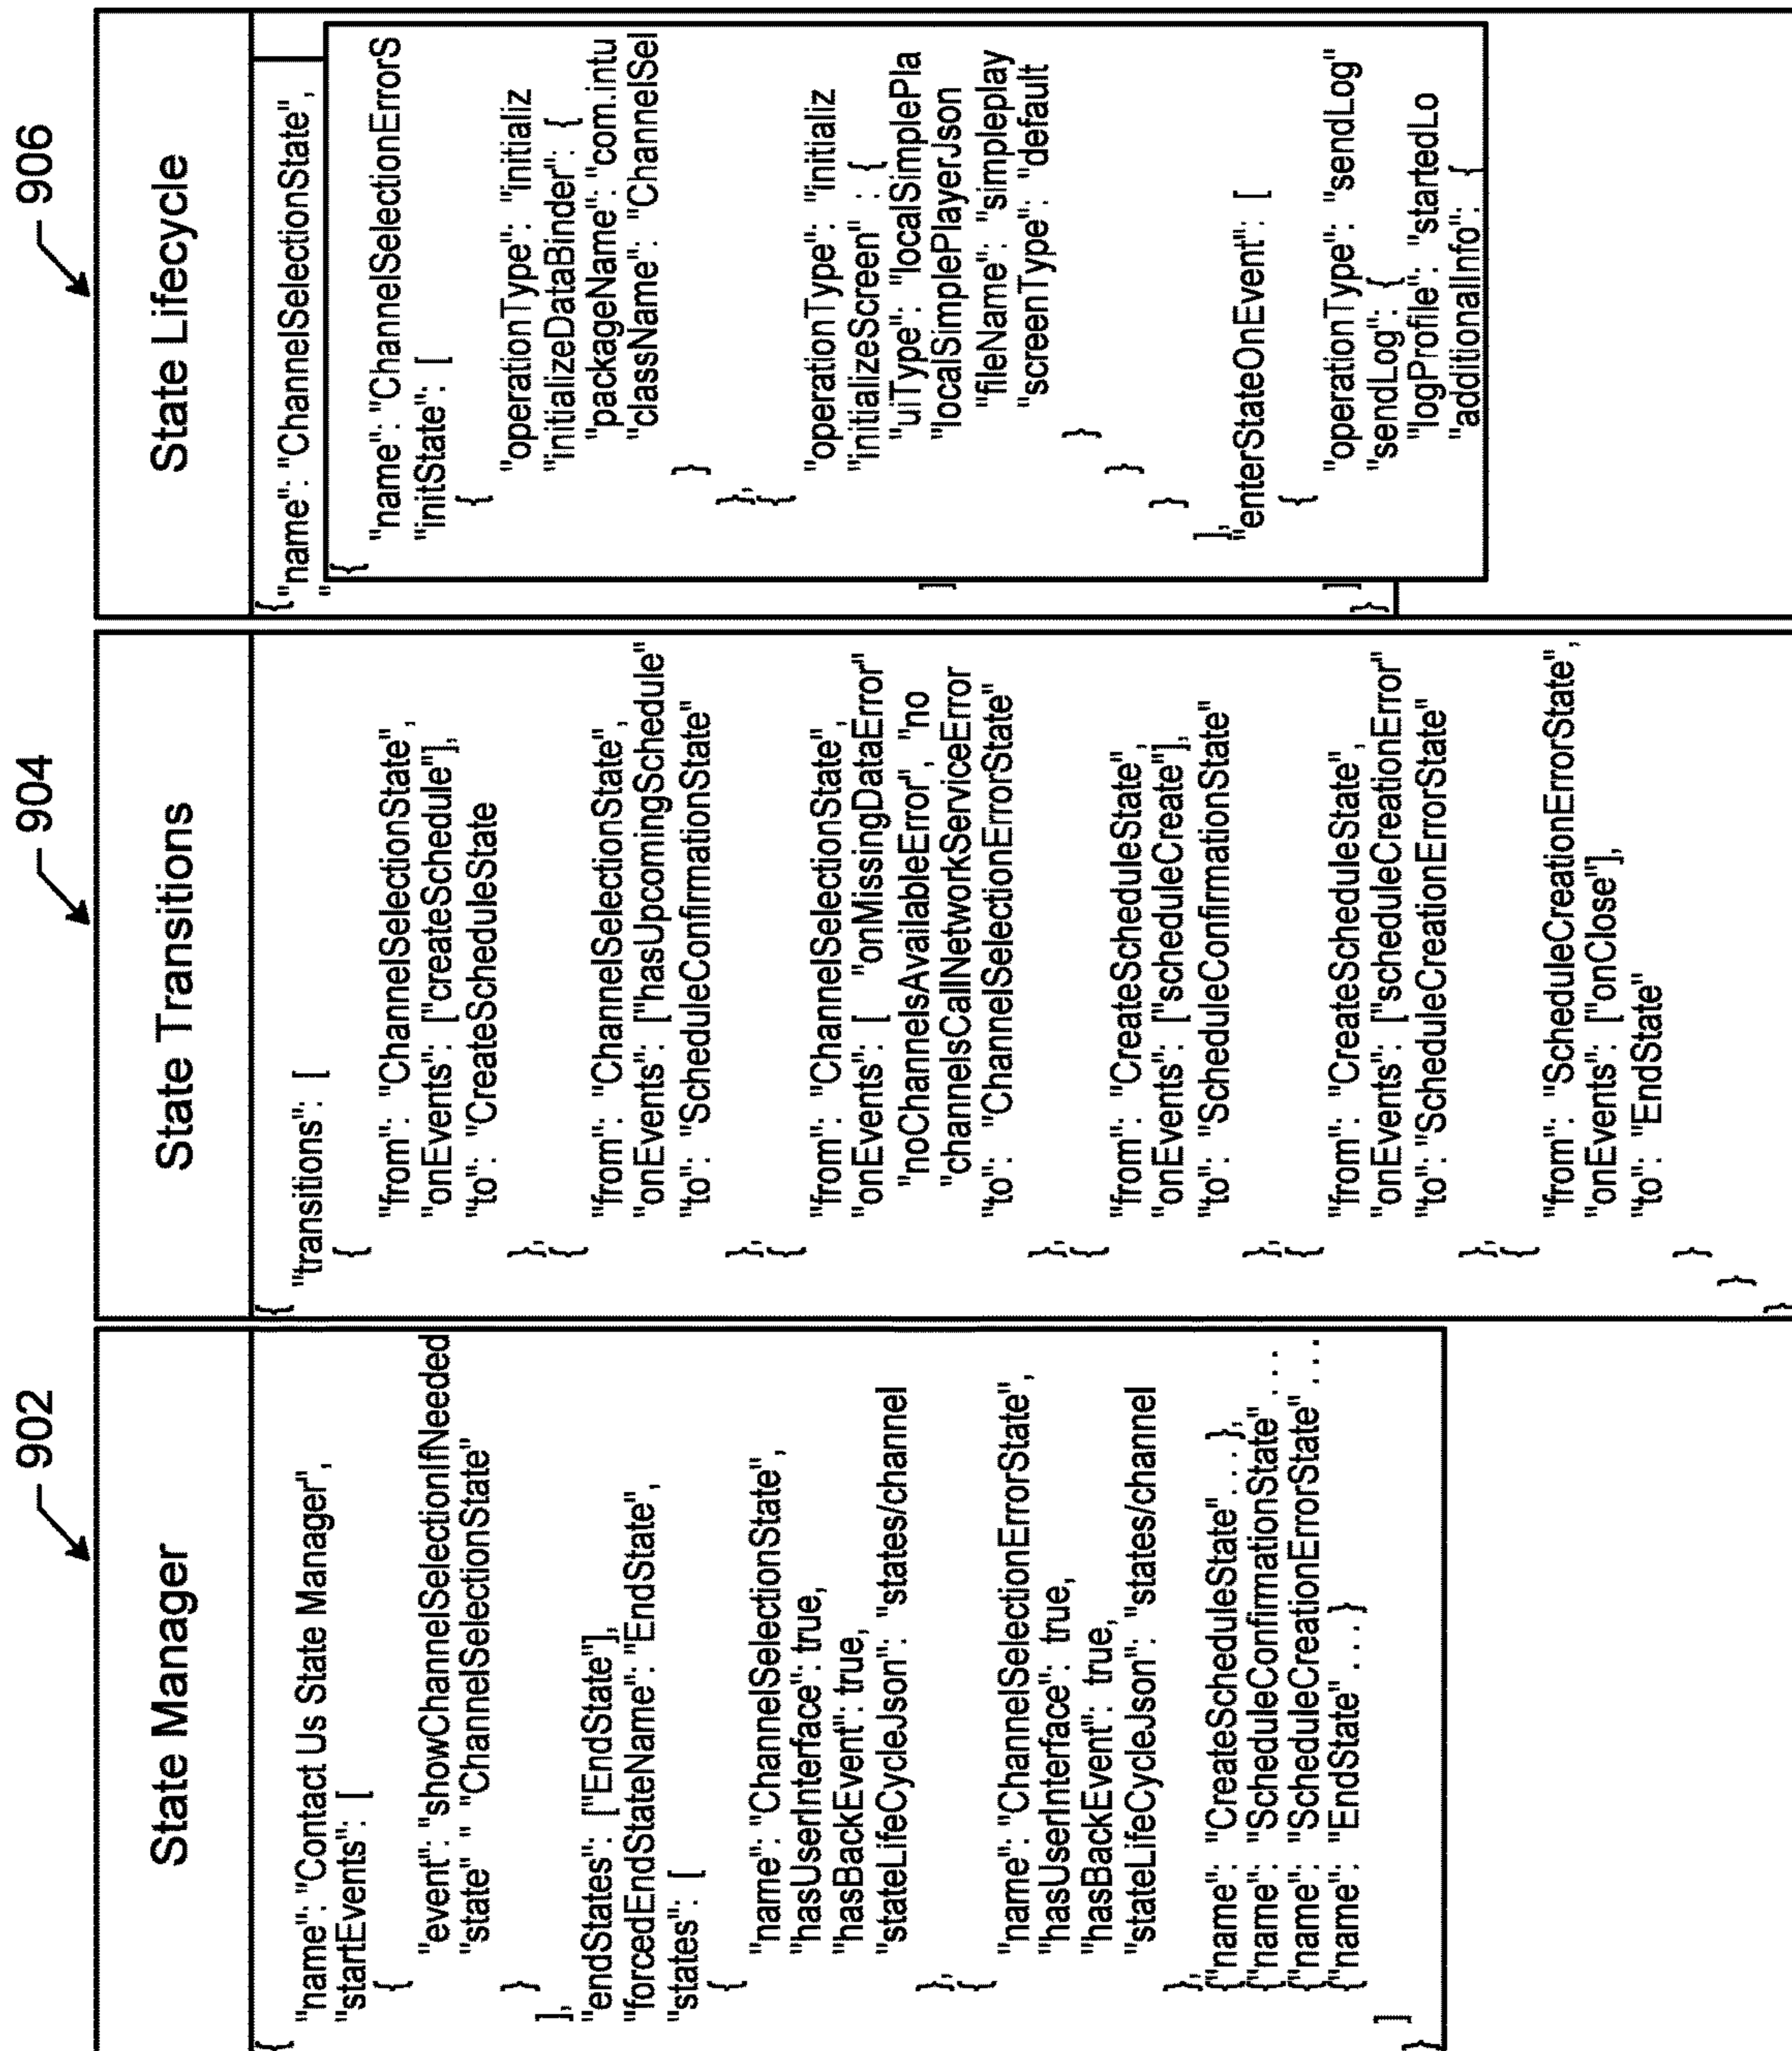 902
State Manager
{
"name": "Contact Us State Manager",
"startEvents": [
{
"event": "showChannelSelectionIfNeeded
"state" " "ChannelSelectionState"
}
],
"endStates": ["EndState"],
"forcedEndStateName": "EndState",
"states": [
{
"name": "ChannelSelectionState",
"hasUserInterface": true,
"hasBackEvent": true,
"stateLifeCycleJson": "states/channel
},
{
"name": "ChannelSelectionErrorState",
"hasUserInterface": true,
"hasBackEvent": true,
"stateLifeCycleJson": "states/channel
},
{"name": "CreateScheduleState". . . },
{"name": "ScheduleConfirmationState" . . .
{"name": "ScheduleCreationErrorState" . . .
{"name": "EndState" . . . }
]
}
904
State Transitions
{
"transitions": [
{
"from": "ChannelSelectionState",
"onEvents": ["createSchedule"],
"to": "CreateScheduleState
},
{
"from": "ChannelSelectionState",
"onEvents": ["hasUpcomingSchedule"
"to": "ScheduleConfirmationState"
},
{
"from": "ChannelSelectionState",
"onEvents": [ "onMissingDataError"
"noChannelsAvailableError", "no
"channelsCallNetworkServiceError
"to": "ChannelSelectionErrorState"
},
{
"from": "CreateScheduleState",
"onEvents": ["scheduleCreate"],
"to": "ScheduleConfirmationState"
},
{
"from": "CreateScheduleState",
"onEvents": ["scheduleCreationError"
"to": "ScheduleCreationErrorState"
},
{
"from": "ScheduleCreationErrorState",
"onEvents": ["onClose"],
"to": "EndState"
}
}
}
906
State Lifecycle
{
"name": "ChannelSelectionState",
"
{
"name": "ChannelSelectionErrorS
"initState": [
{
"operationType": "initializ
"initializeDataBinder": {
"packageName": "com.intu
"className": "ChannelSel
}
},
{
"operationType": "initializ
"initializeScreen" : {
"uiType": "localSimplePla
"localSimplePlayerJson
"fileName": "simpleplay
"screenType": "default
}
}
}
],
"enterStateOnEvent": [
{
"operationType": "sendLog"
"sendLog": {
"logProfile": "startedLo
"additionalInfo": {
]
]
}